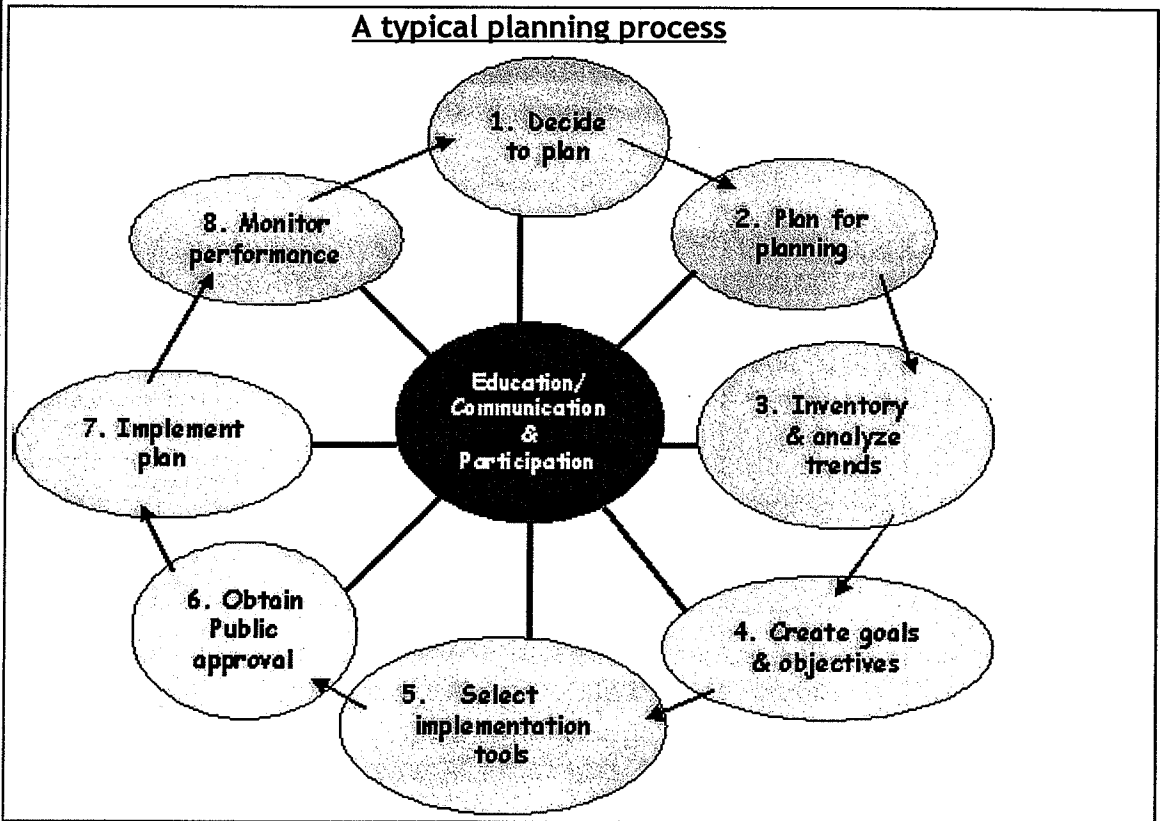 A typical planning process
1. Decide
to plan
2. Plan for
planning
3. Inventory
& analyze
trends
4. Create goals
& objectives
5. Select
implementation
tools
6. Obtain
Public
approval
7. Implement
plan
8. Monitor
performance
Education/
Communication
&
Participation